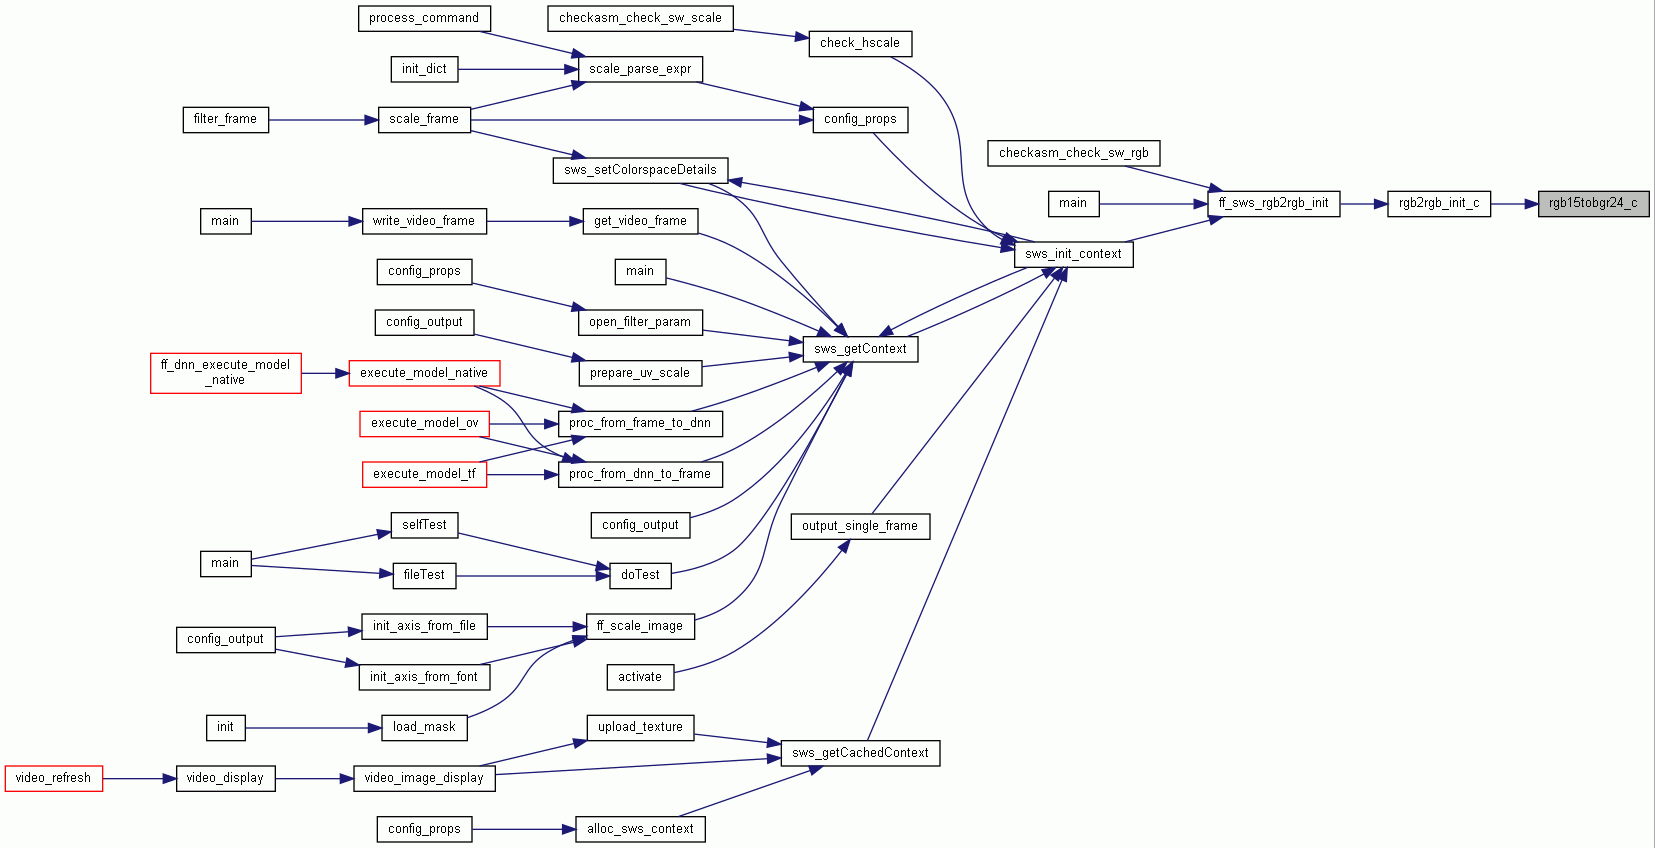 process_command
checkasm_check_sw_scale
check_hscale
init_dict
scale_parse_expr
filter_frame
scale_frame
config_props
checkasm_check_sw_rgb
sws_setColorspaceDetails
main
ff_sws_rgb2rgb_init
rgb2rgb_init_c
rgb15tobgr24_c
main
write_video_frame
get_video_frame
sws_init_context
config_props
main
config_output
open_filter_param
sws_getContext
ff_dnn_execute_model
_native
execute_model_native
prepare_uv_scale
execute_model_ov
proc_from_frame_to_dnn
execute_model_tf
proc_from_dnn_to_frame
selfTest
config_output
output_single_frame
main
fileTest
doTest
config_output
init_axis_from_file
ff_scale_image
init_axis_from_font
activate
init
load_mask
upload_texture
sws_getCachedContext
video_refresh
video_display
video_image_display
config_props
alloc_sws_context